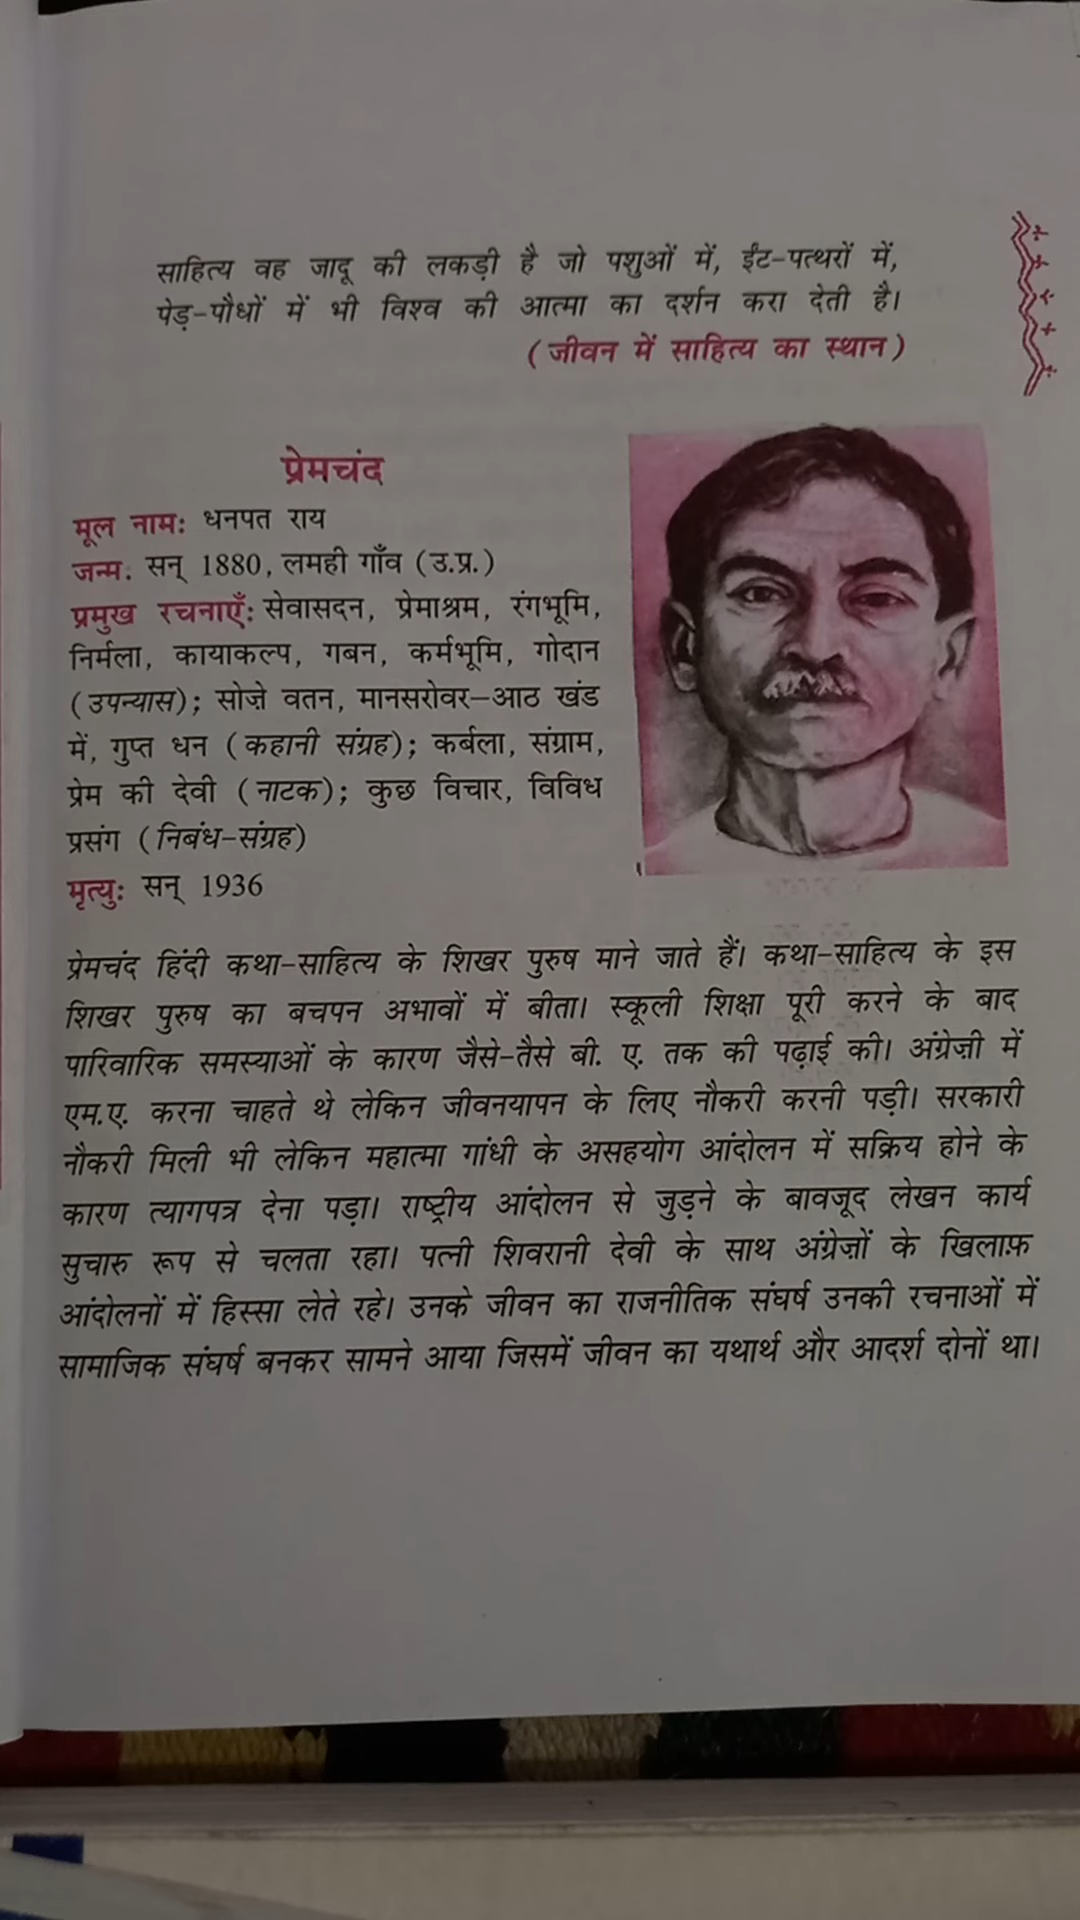 साहित्य वह जादू की लकड़ी है जो पशुओं में, ईंट-पत्थरों में,
पेड़-पौधों में भी विश्व की आत्मा का दर्शन करा देती है।
(जीवन में साहित्य का स्थान)
प्रेमचंद
मूल नाम: धनपत राय
जन्म: सन् 1880, लमही गाँव (उ.प्र.)
प्रमुख रचनाएँ: सेवासदन, प्रेमाश्रम, रंगभूमि,
निर्मला, कायाकल्प, गबन, कर्मभूमि, गोदान
(उपन्यास); सोज़े वतन, मानसरोवर–आठ खंड
में, गुप्त धन (कहानी संग्रह); कर्बला, संग्राम,
प्रेम की देवी (नाटक); कुछ विचार, विविध
प्रसंग (निबंध-संग्रह)
मृत्यु: सन् 1936
प्रेमचंद हिंदी कथा-साहित्य के शिखर पुरुष माने जाते हैं। कथा-साहित्य के इस
शिखर पुरुष का बचपन अभावों में बीता। स्कूली शिक्षा पूरी करने के बाद
पारिवारिक समस्याओं के कारण जैसे-तैसे बी. ए. तक की पढ़ाई की। अंग्रेज़ी में
एम.ए. करना चाहते थे लेकिन जीवनयापन के लिए नौकरी करनी पड़ी। सरकारी
नौकरी मिली भी लेकिन महात्मा गांधी के असहयोग आंदोलन में सक्रिय होने के
कारण त्यागपत्र देना पड़ा। राष्ट्रीय आंदोलन से जुड़ने के बावजूद लेखन कार्य
सुचारु रूप से चलता रहा। पत्नी शिवरानी देवी के साथ अंग्रेज़ों के खिलाफ़
आंदोलनों में हिस्सा लेते रहे। उनके जीवन का राजनीतिक संघर्ष उनकी रचनाओं में
सामाजिक संघर्ष बनकर सामने आया जिसमें जीवन का यथार्थ और आदर्श दोनों था।